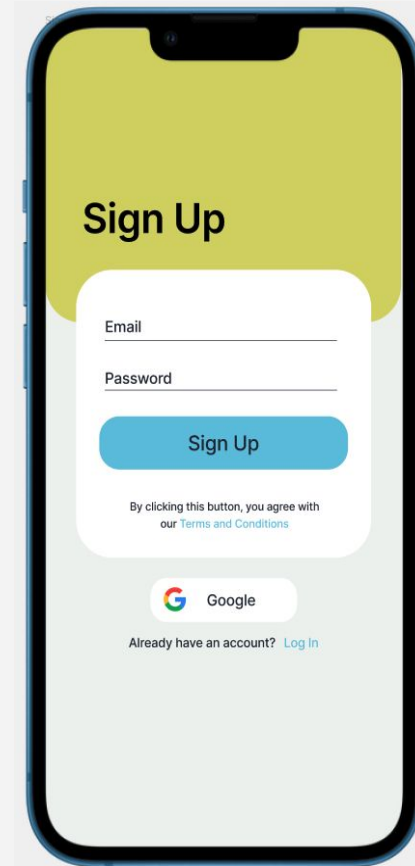 Sign Up
Email
Password
Sign Up
By clicking this button, you agree with
our Terms and Conditions
Google
Already have an account? Log In